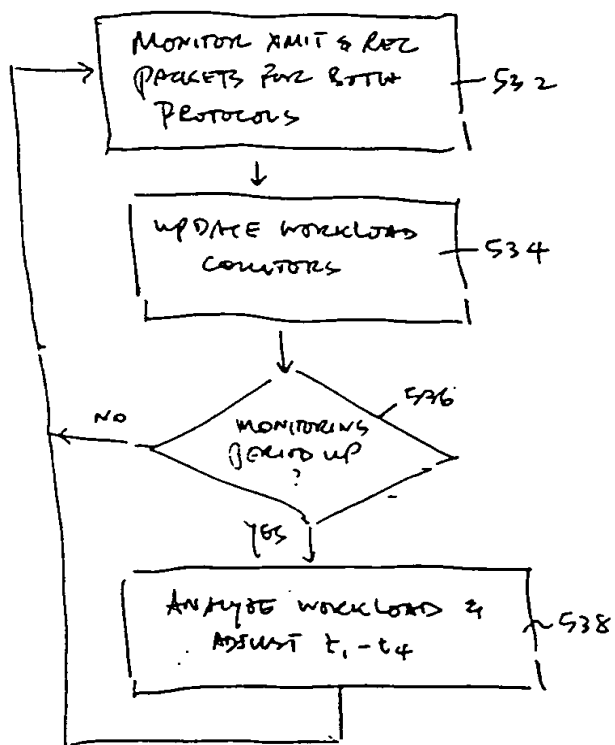 MONITOR XMIT & REC
PACKETS FOR BOTH
PROTOCOLS
532
UPDATE WORKLOAD
COUNTORS
534
536
NO
MONITORING
PERIOD UP
?
YES
ANALYZE WORKLOAD &
ADJUST t₁-t₄
538